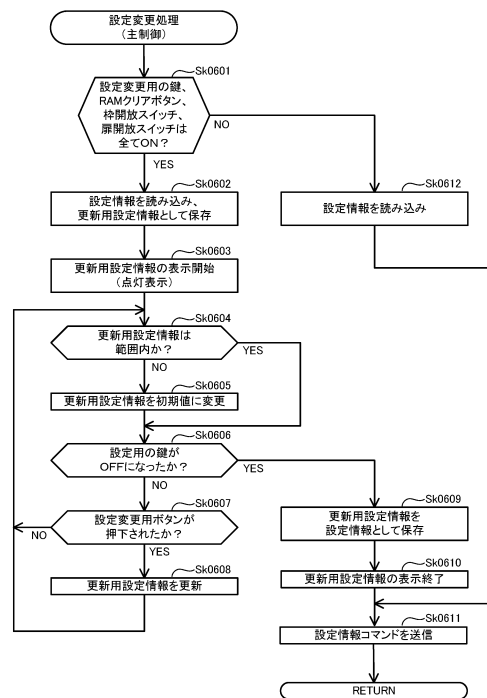 設定変更処理
(主制御)
Sk0601
設定変更用の鍵、
RAMクリアボタン、
枠開放スイッチ、
扉開放スイッチは
全てON?
NO
YES
Sk0602
設定情報を読み込み、
更新用設定情報として保存
Sk0612
設定情報を読み込み
Sk0603
更新用設定情報の表示開始
(点灯表示)
Sk0604
更新用設定情報は
範囲内か?
YES
NO
Sk0605
更新用設定情報を初期値に変更
Sk0606
設定用の鍵が
OFFになったか?
YES
NO
Sk0607
設定変更用ボタンが
押下されたか?
NO
YES
Sk0608
更新用設定情報を更新
Sk0609
更新用設定情報を
設定情報として保存
Sk0610
更新用設定情報の表示終了
Sk0611
設定情報コマンドを送信
RETURN